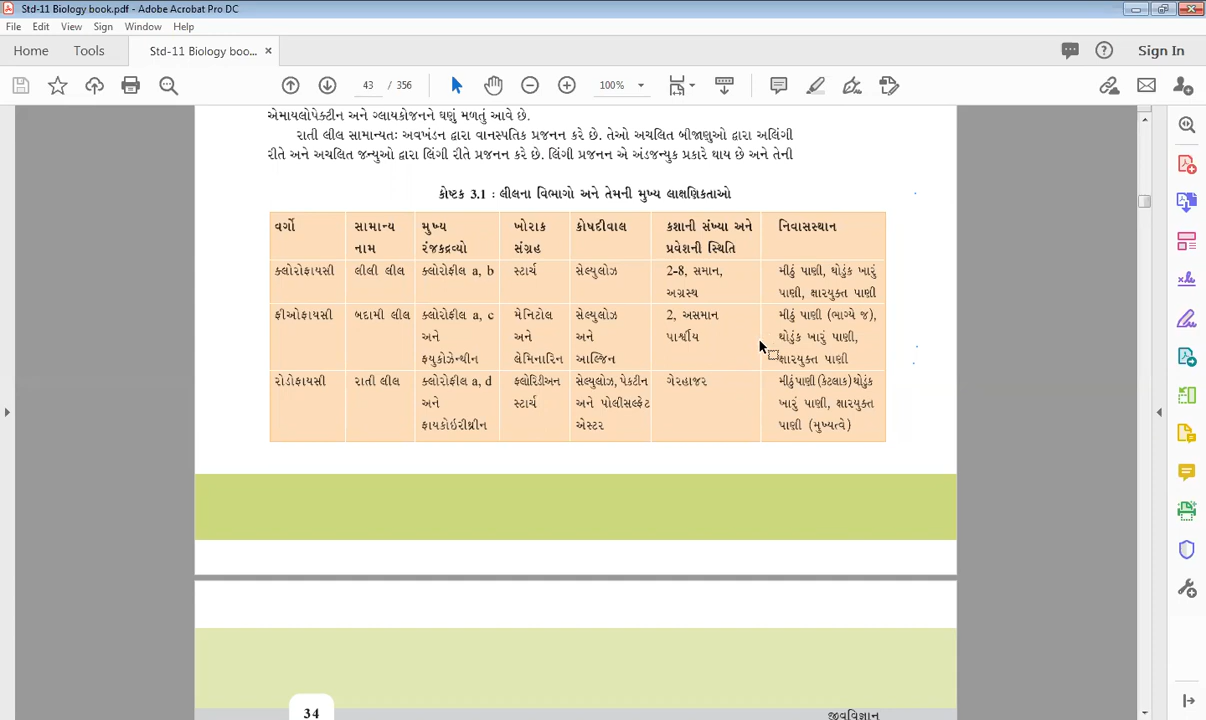 Std-11 Biology book.pdf - Adobe Acrobat Pro DC
File Edit View Sign Window Help
Home Tools Std-11 Biology boo... × Sign In
43 / 356 100%
એમાયલોપેક્ટીન અને ગ્લાયકોજનને ઘણું મળતું આવે છે.
રાતી લીલ સામાન્યતઃ અવખંડન દ્વારા વાનસ્પતિક પ્રજનન કરે છે. તેઓ અચલિત બીજાણુઓ દ્વારા અલિંગી
રીતે અને અચલિત જન્યુઓ દ્વારા લિંગી રીતે પ્રજનન કરે છે. લિંગી પ્રજનન એ અંડજન્યુક પ્રકારે થાય છે અને તેની
કોષ્ટક 3.1 : લીલના વિભાગો અને તેમની મુખ્ય લાક્ષણિકતાઓ
વર્ગો સામાન્ય મુખ્ય ખોરાક કોષદીવાલ કશાની સંખ્યા અને નિવાસસ્થાન
નામ રંજકદ્રવ્યો સંગ્રહ પ્રવેશની સ્થિતિ
ક્લોરોફાયસી લીલી લીલ ક્લોરોફીલ a, b સ્ટાર્ચ સેલ્યુલોઝ 2-8, સમાન, મીઠું પાણી, થોડુંક ખારું
અગ્રસ્થ પાણી, ક્ષારયુક્ત પાણી
ફીઓફાયસી બદામી લીલ ક્લોરોફીલ a, c મેનિટોલ સેલ્યુલોઝ 2, અસમાન મીઠું પાણી (ભાગ્યે જ),
અને અને અને પાર્શ્વીય થોડુંક ખારું પાણી,
ફયુકોઝેન્થીન લેમિનારિન આલ્જિન ક્ષારયુક્ત પાણી
રોડોફાયસી રાતી લીલ ક્લોરોફીલ a, d ફ્લોરિડીઅન સેલ્યુલોઝ, પેક્ટીન ગેરહાજર મીઠુંપાણી (કેટલાક) થોડુંક
અને સ્ટાર્ચ અને પોલીસલ્ફેટ ખારું પાણી, ક્ષારયુક્ત
ફાયકોઇરીથ્રીન એસ્ટર પાણી (મુખ્યત્વે)
34 જીવવિજ્ઞાન